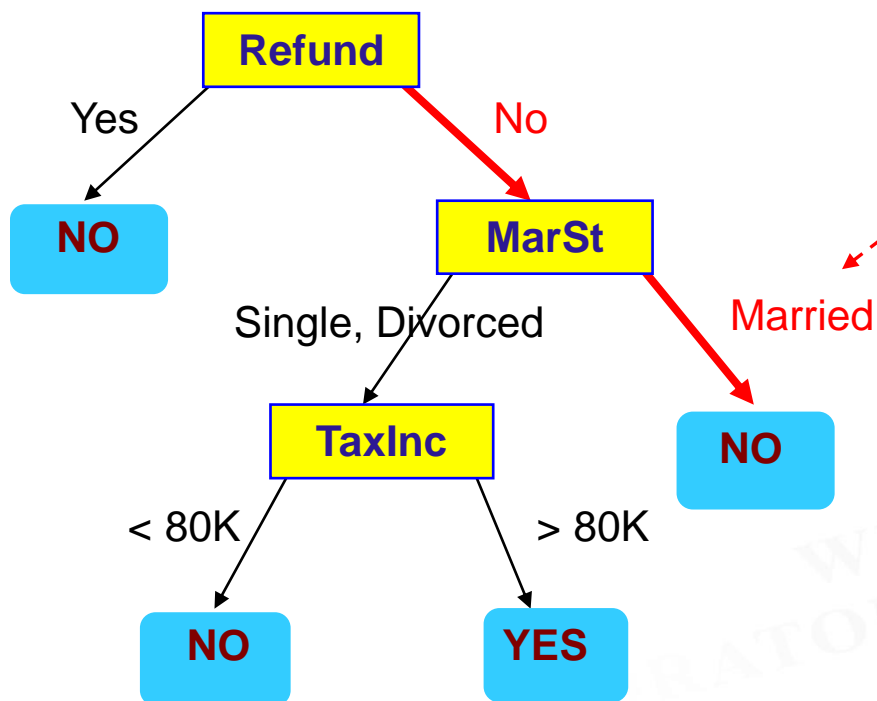 Refund
Yes
No
NO
MarSt
Single, Divorced
Married
TaxInc
NO
< 80K
> 80K
NO
YES